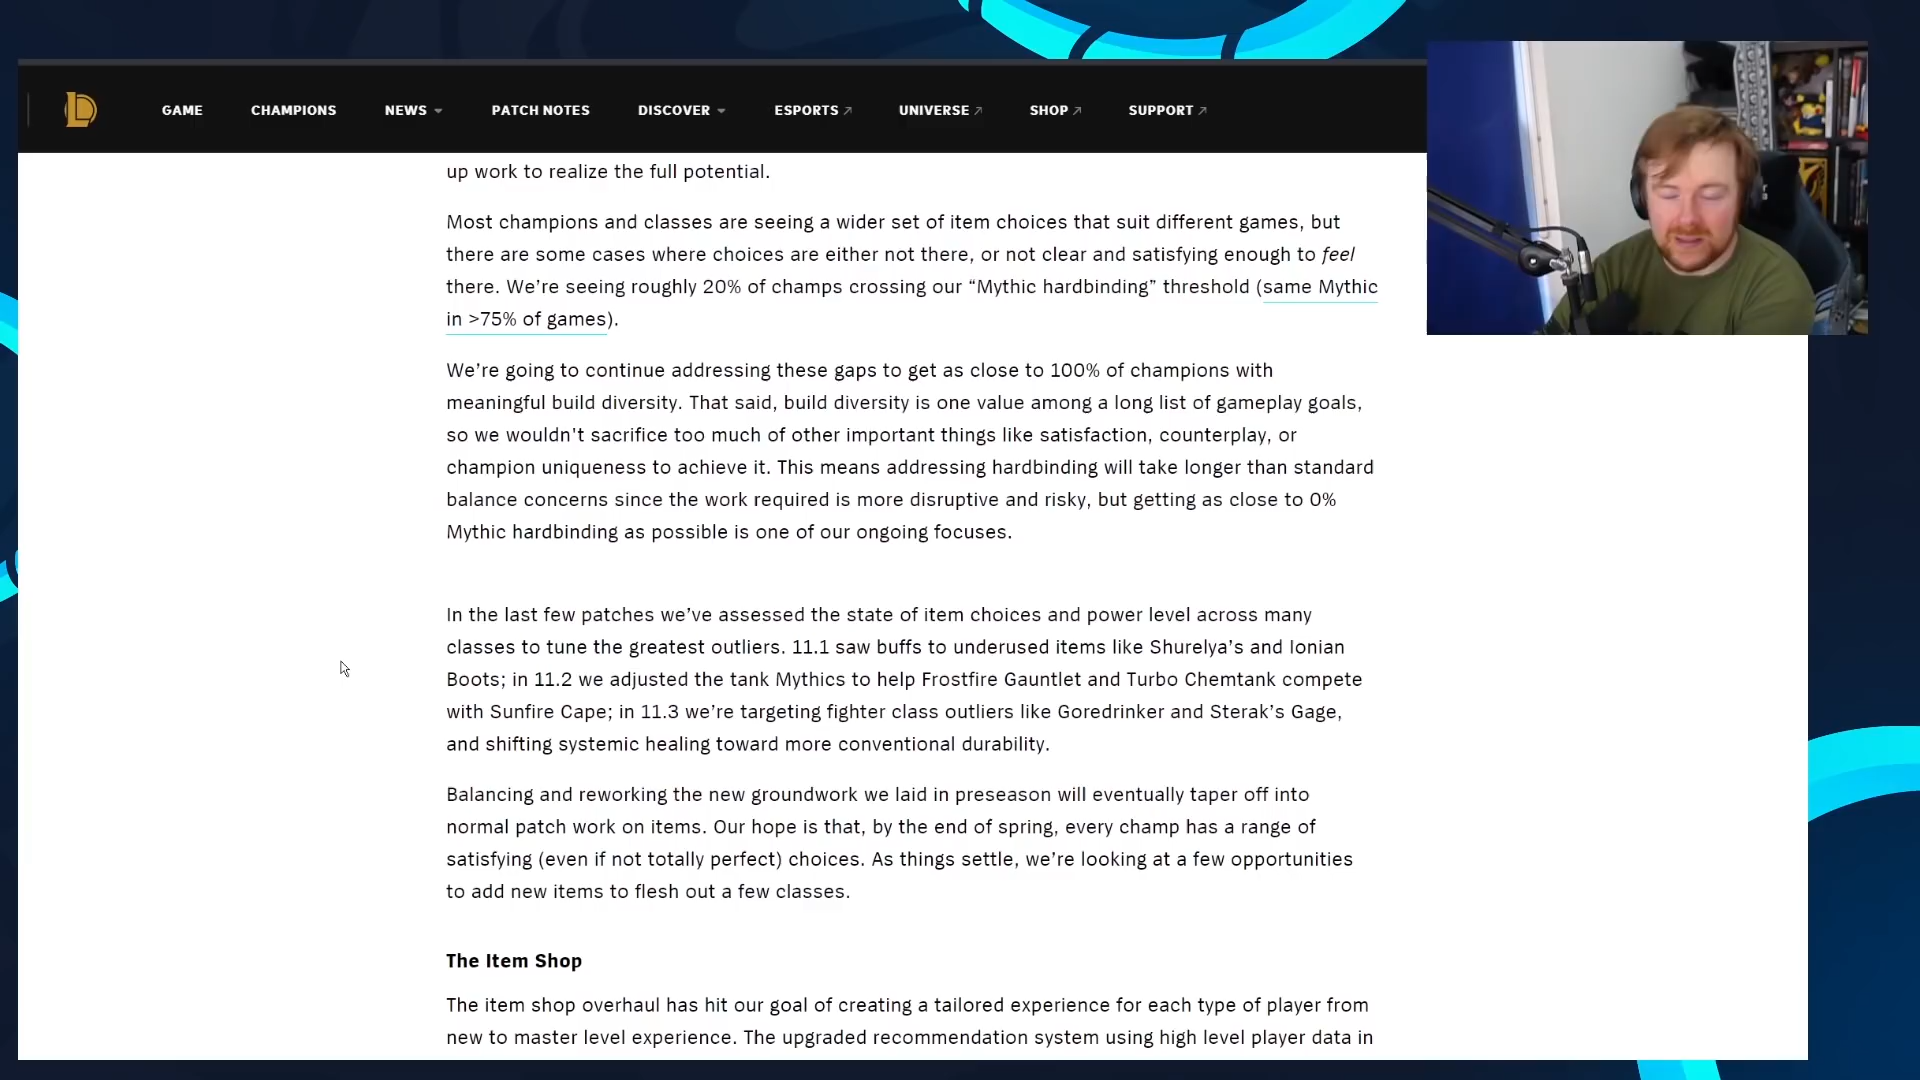 GAME CHAMPIONS NEWS PATCH NOTES DISCOVER ESPORTS UNIVERSE SHOP SUPPORT
up work to realize the full potential.
Most champions and classes are seeing a wider set of item choices that suit different games, but
there are some cases where choices are either not there, or not clear and satisfying enough to feel
there. We’re seeing roughly 20% of champs crossing our “Mythic hardbinding” threshold (same Mythic
in >75% of games).
We’re going to continue addressing these gaps to get as close to 100% of champions with
meaningful build diversity. That said, build diversity is one value among a long list of gameplay goals,
so we wouldn't sacrifice too much of other important things like satisfaction, counterplay, or
champion uniqueness to achieve it. This means addressing hardbinding will take longer than standard
balance concerns since the work required is more disruptive and risky, but getting as close to 0%
Mythic hardbinding as possible is one of our ongoing focuses.
In the last few patches we’ve assessed the state of item choices and power level across many
classes to tune the greatest outliers. 11.1 saw buffs to underused items like Shurelya’s and Ionian
Boots; in 11.2 we adjusted the tank Mythics to help Frostfire Gauntlet and Turbo Chemtank compete
with Sunfire Cape; in 11.3 we’re targeting fighter class outliers like Goredrinker and Sterak’s Gage,
and shifting systemic healing toward more conventional durability.
Balancing and reworking the new groundwork we laid in preseason will eventually taper off into
normal patch work on items. Our hope is that, by the end of spring, every champ has a range of
satisfying (even if not totally perfect) choices. As things settle, we’re looking at a few opportunities
to add new items to flesh out a few classes.
The Item Shop
The item shop overhaul has hit our goal of creating a tailored experience for each type of player from
new to master level experience. The upgraded recommendation system using high level player data in